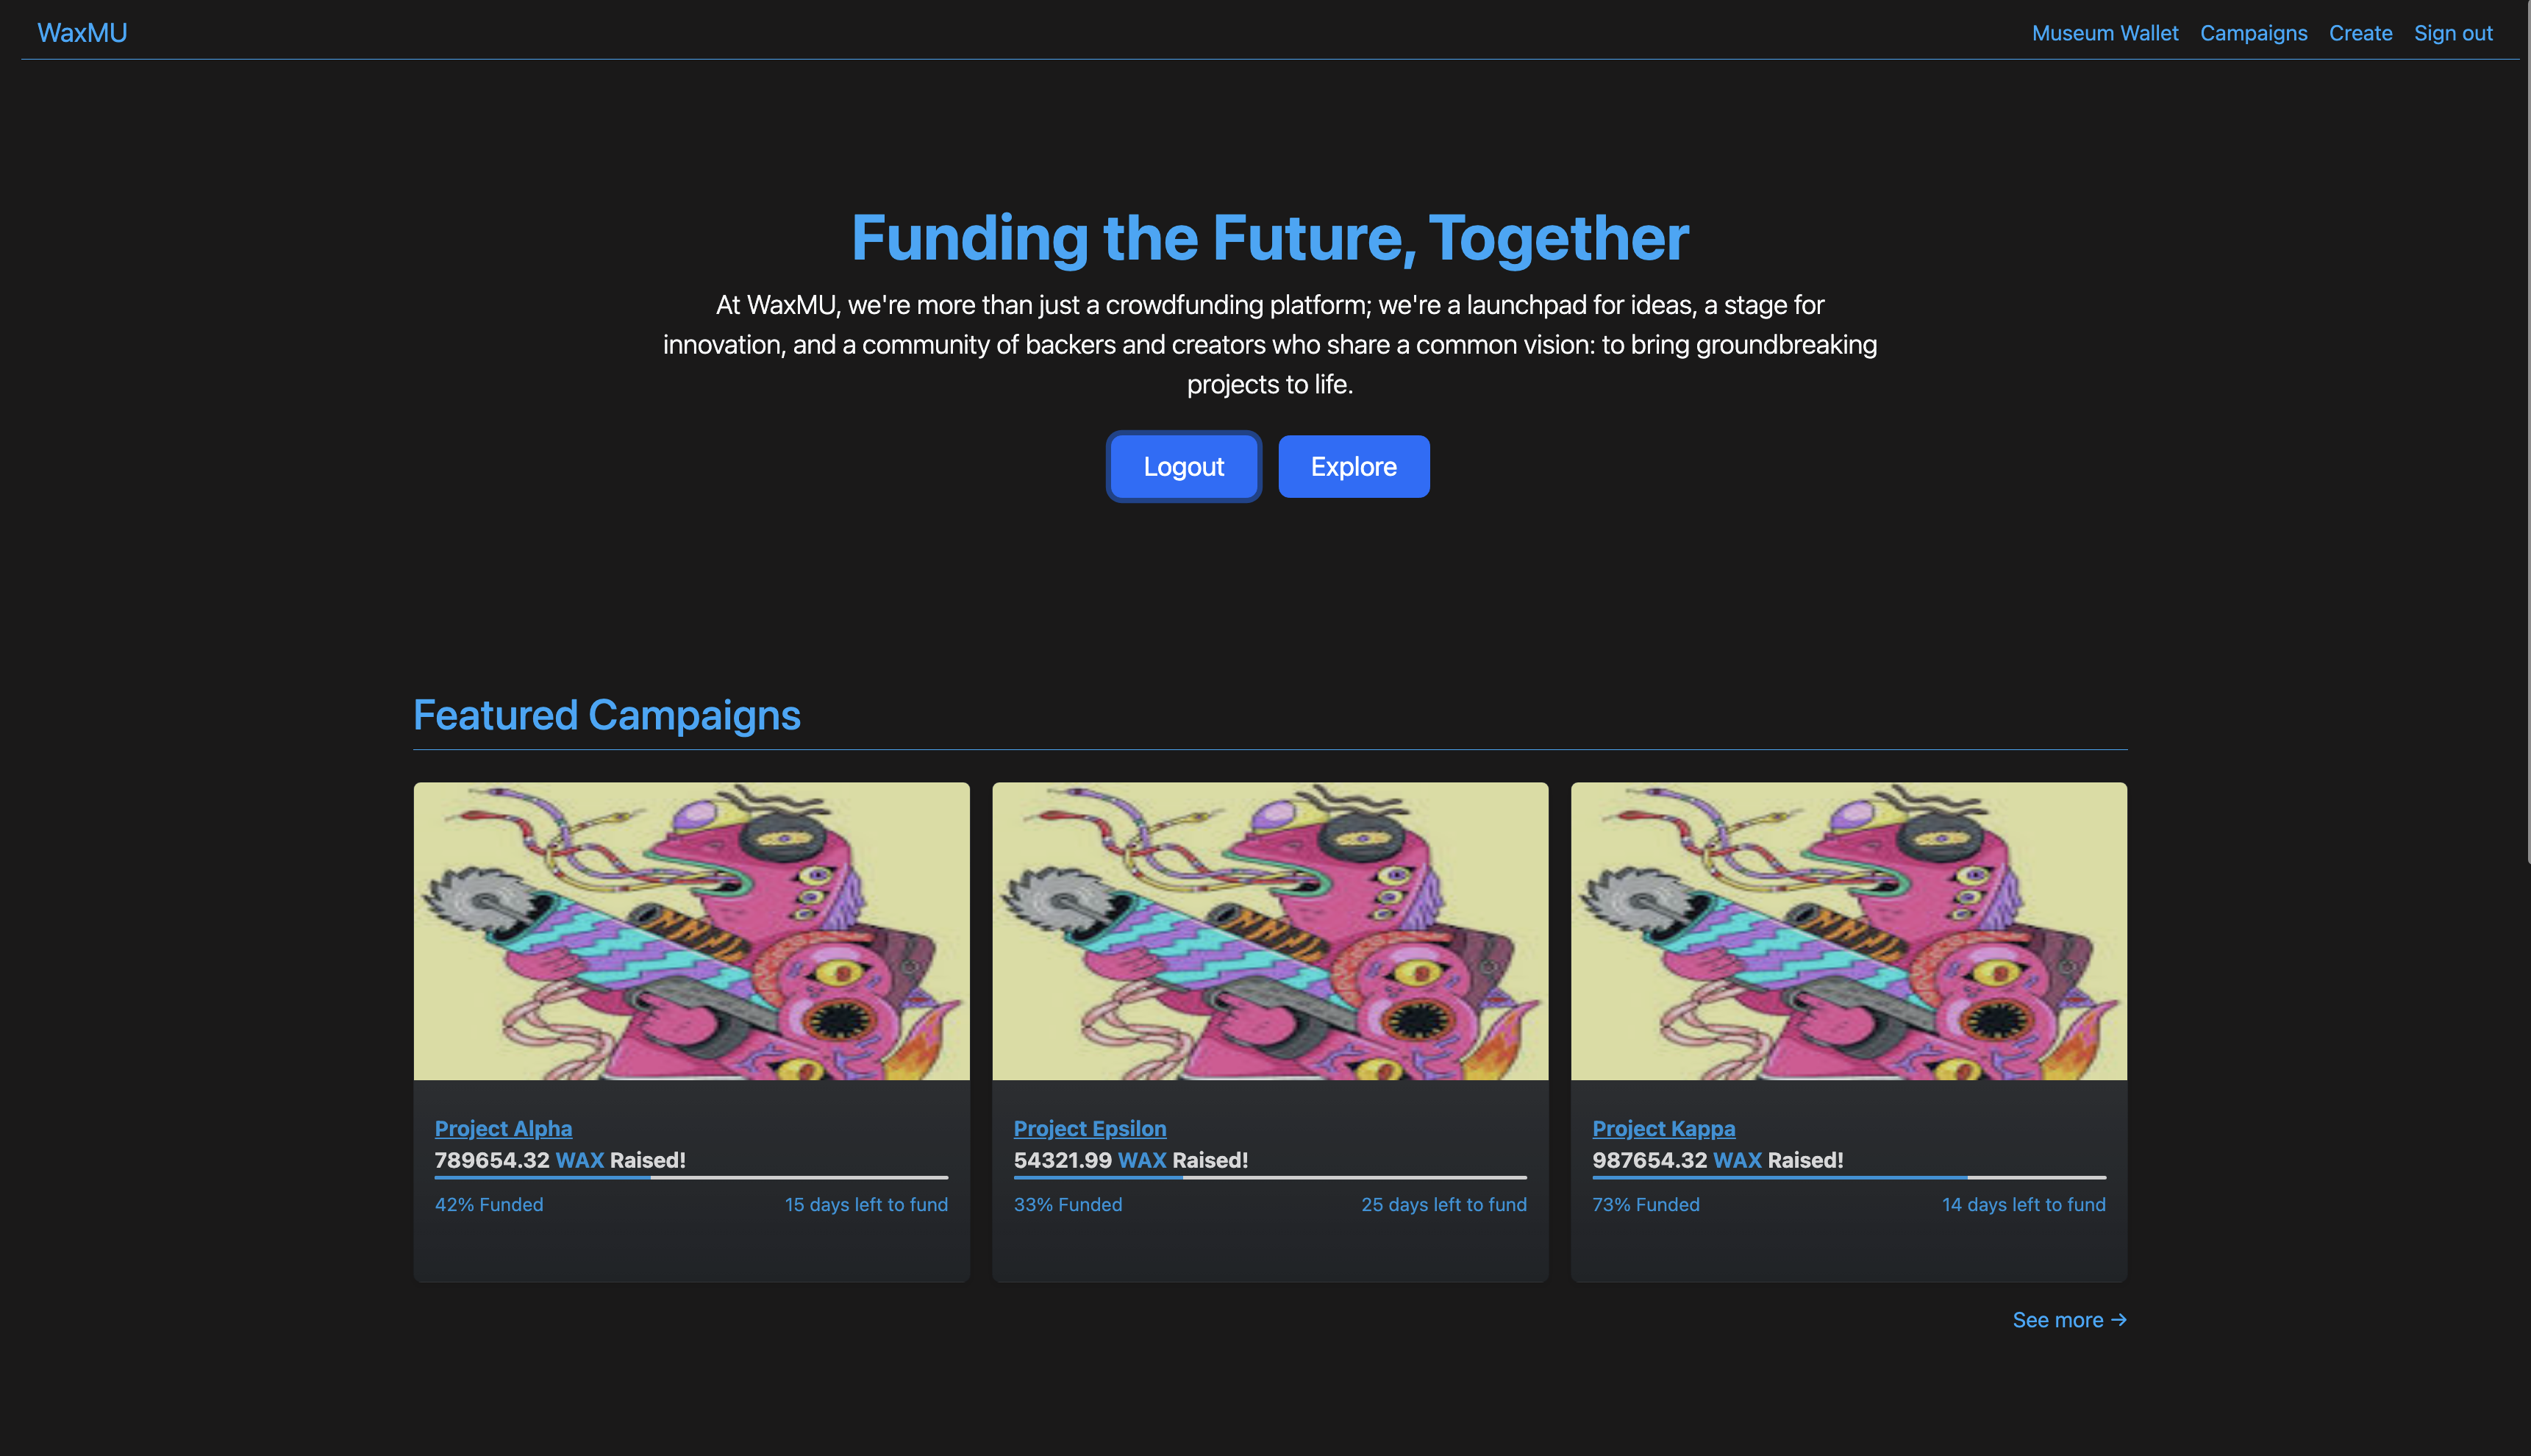 WaxMU
Museum Wallet Campaigns Create Sign out
Funding the Future, Together
At WaxMU, we're more than just a crowdfunding platform; we're a launchpad for ideas, a stage for
innovation, and a community of backers and creators who share a common vision: to bring groundbreaking
projects to life.
Logout
Explore
Featured Campaigns
Project Alpha
789654.32 WAX Raised!
42% Funded
15 days left to fund
Project Epsilon
54321.99 WAX Raised!
33% Funded
25 days left to fund
Project Kappa
987654.32 WAX Raised!
73% Funded
14 days left to fund
See more →